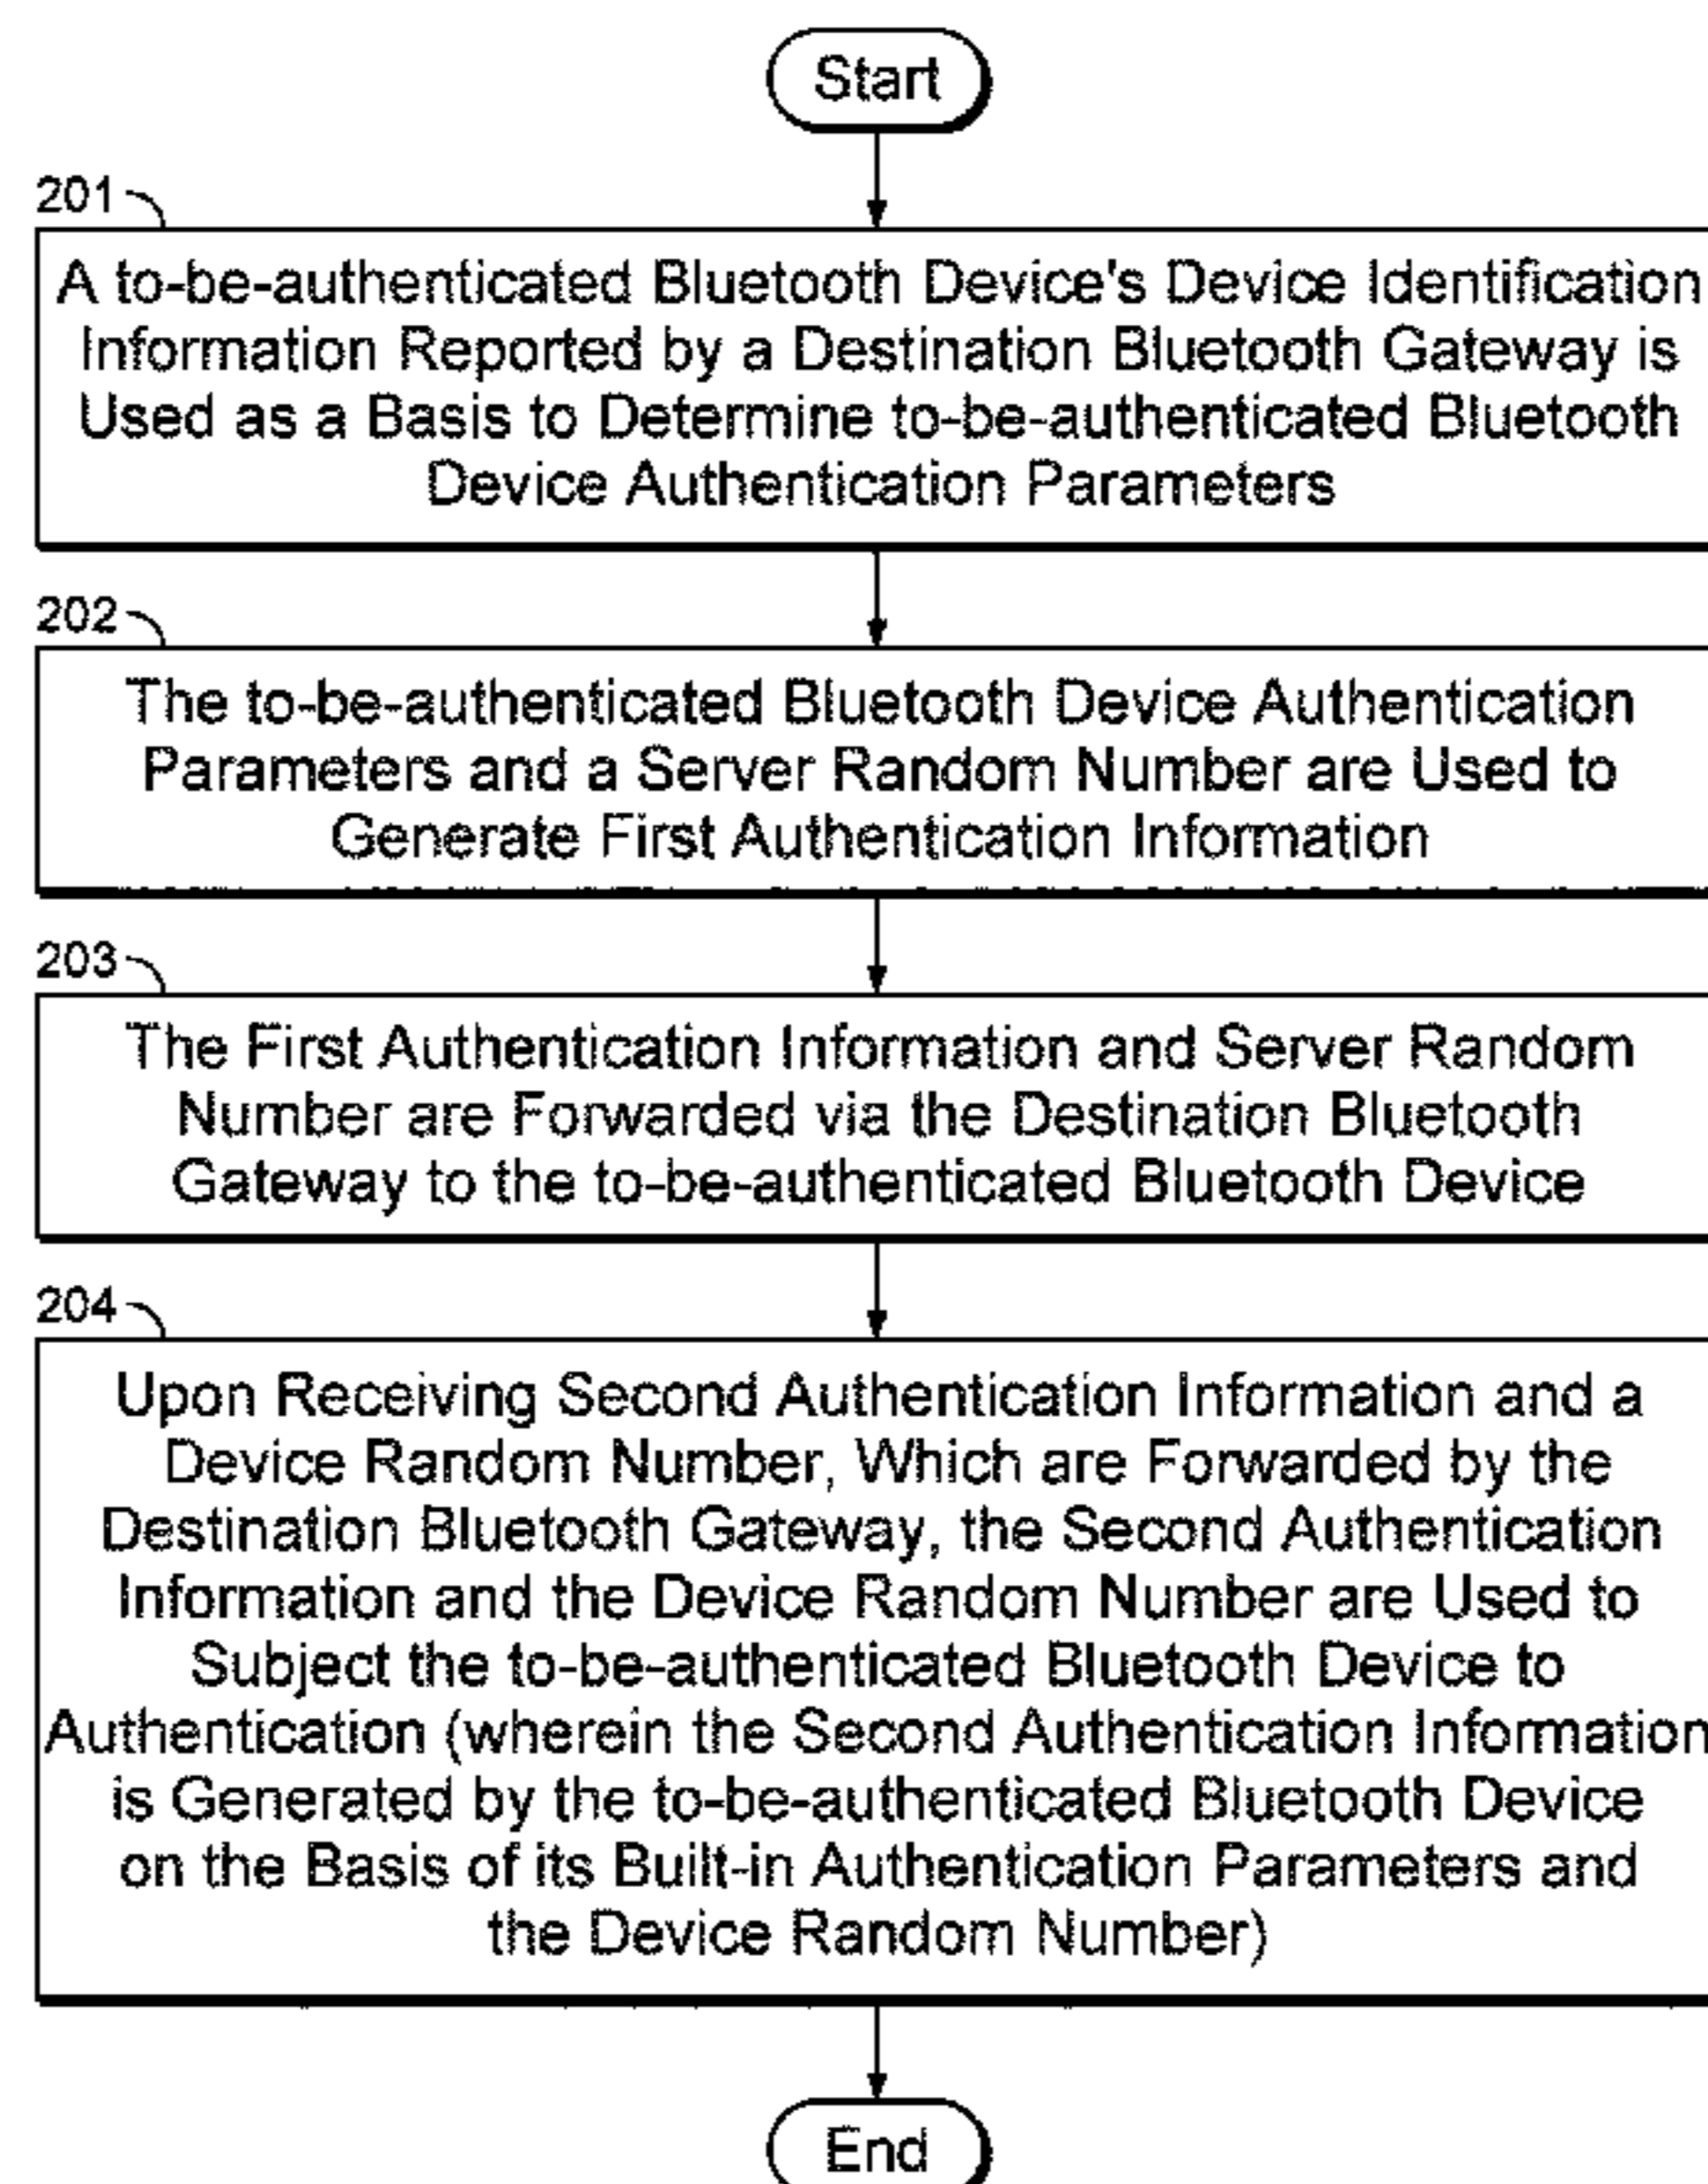 Start
201
A to-be-authenticated Bluetooth Device's Device Identification
Information Reported by a Destination Bluetooth Gateway is
Used as a Basis to Determine to-be-authenticated Bluetooth
Device Authentication Parameters
202
The to-be-authenticated Bluetooth Device Authentication
Parameters and a Server Random Number are Used to
Generate First Authentication Information
203
The First Authentication Information and Server Random
Number are Forwarded via the Destination Bluetooth
Gateway to the to-be-authenticated Bluetooth Device
204
Upon Receiving Second Authentication Information and a
Device Random Number, Which are Forwarded by the
Destination Bluetooth Gateway, the Second Authentication
Information and the Device Random Number are Used to
Subject the to-be-authenticated Bluetooth Device to
Authentication (wherein the Second Authentication Information
is Generated by the to-be-authenticated Bluetooth Device
on the Basis of its Built-in Authentication Parameters and
the Device Random Number)
End